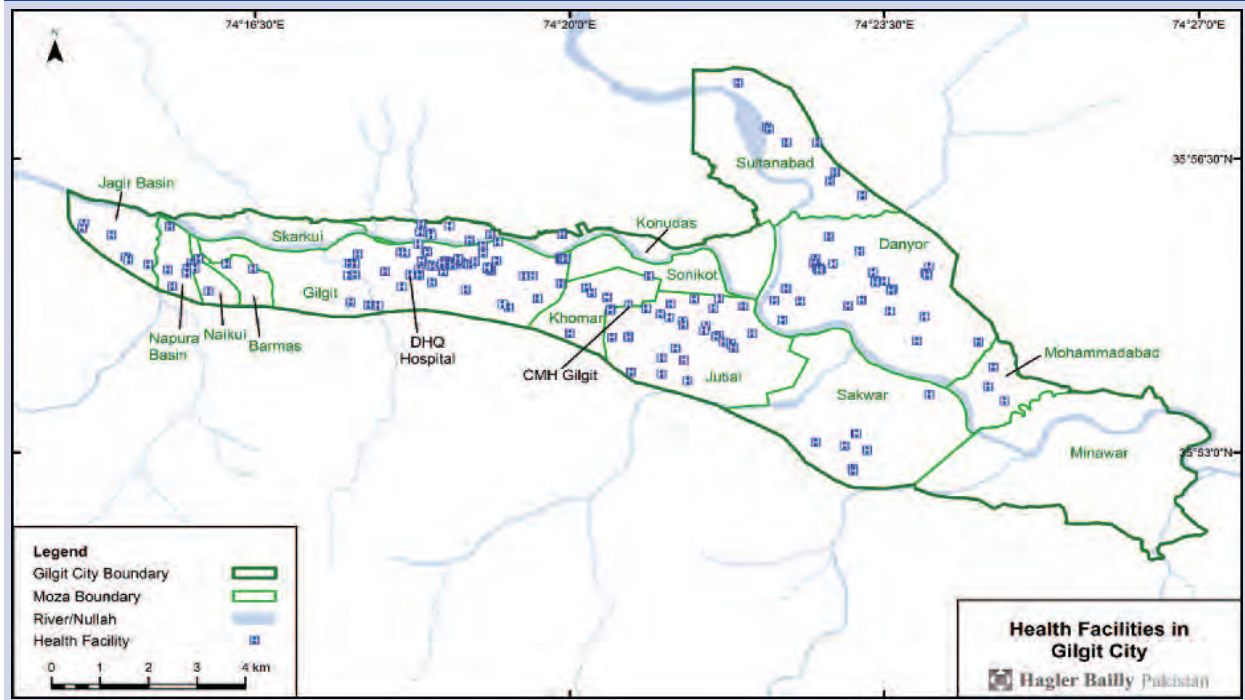 74°16'30"E
74°20'0"E
74°23'30"E
74°27'0"E
N
35°56'30"N
Sultanabad
Jagir Basin
Konudas
Skarkui
Danyor
Sonikot
Gilgit
Khomar
Napura
Basin
Naikui
Barmas
DHQ
Hospital
CMH Gilgit
Jutial
Mohammadabad
Sakwar
35°53'0"N
Minawar
Legend
Gilgit City Boundary
Moza Boundary
River/Nullah
Health Facility
H
0 1 2 3 4 km
Health Facilities in
Gilgit City
Hagler Bailly Pakistan